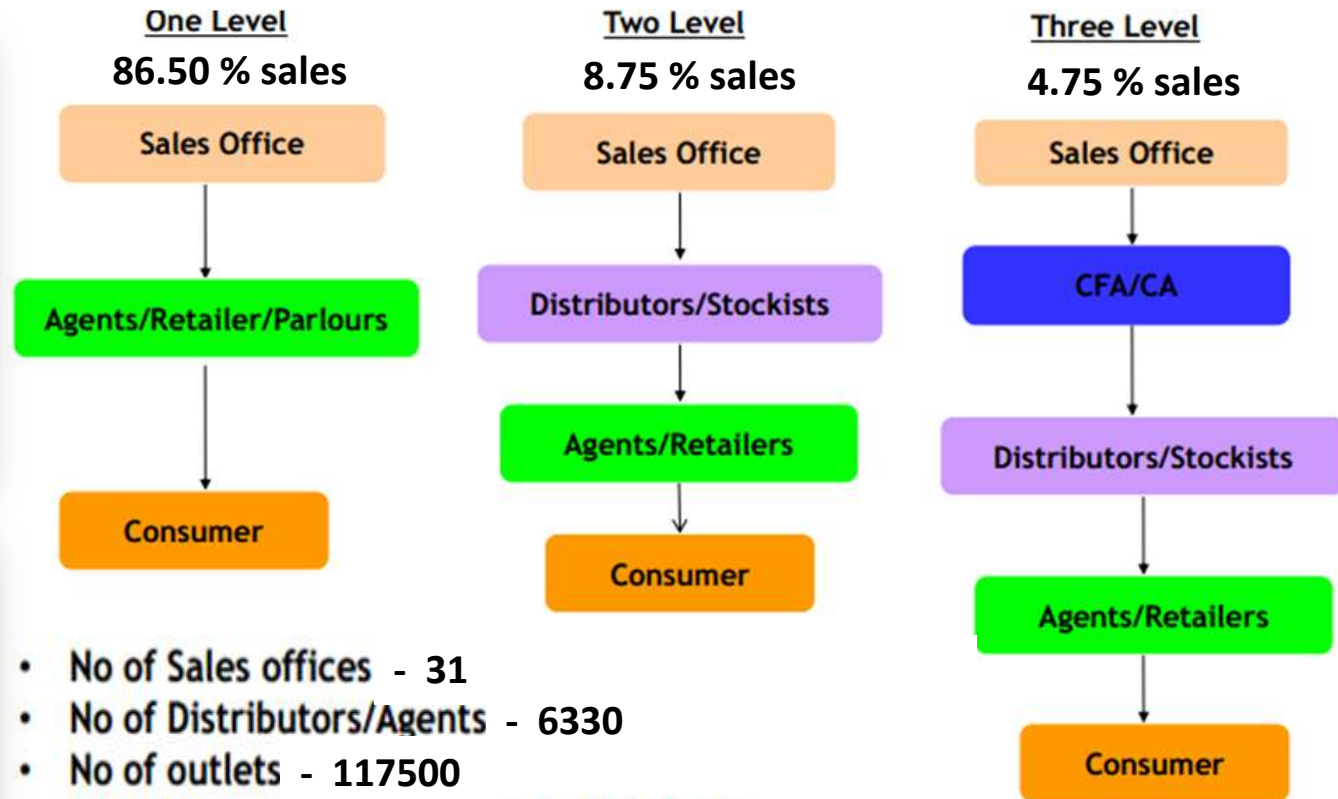 One Level
86.50 % sales
Sales Office
Agents/Retailer/Parlours
Consumer
Two Level
8.75 % sales
Sales Office
Distributors/Stockists
Agents/Retailers
Consumer
Three Level
4.75 % sales
Sales Office
CFA/CA
Distributors/Stockists
Agents/Retailers
Consumer
• No of Sales offices - 31
• No of Distributors/Agents - 6330
• No of outlets - 117500